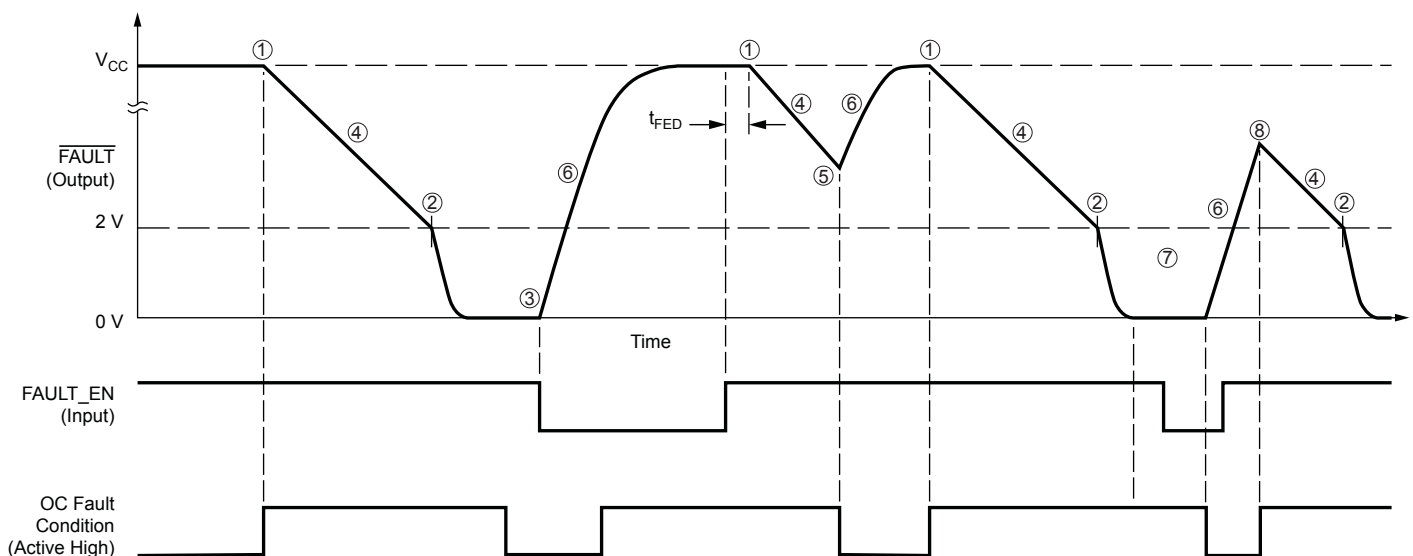 ① ① ①
V_CC
④ ④ ⑥ ④
t_FED
FAULT
(Output)
⑧
⑥ ⑤ ④
② ② ⑥ ②
2 V
⑦
③
0 V
Time
FAULT_EN
(Input)
OC Fault
Condition
(Active High)